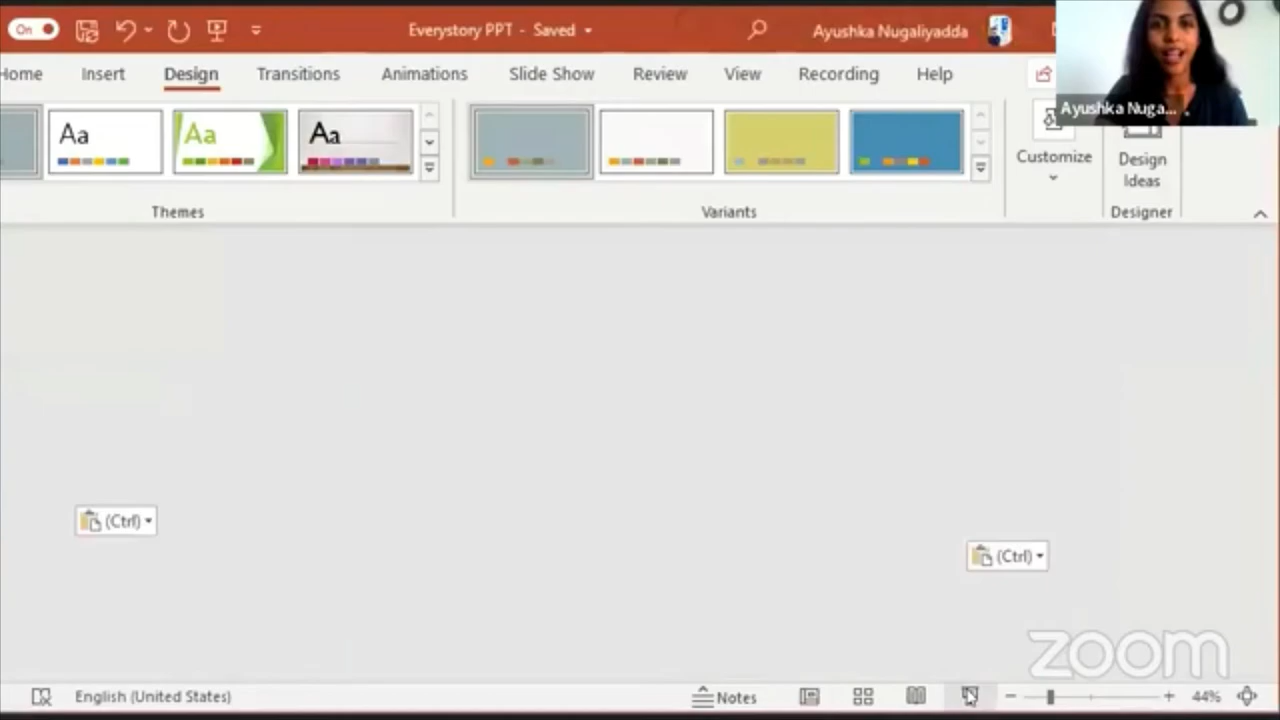 On
Everystory PPT - Saved
Ayushka Nugaliyadda
Home Insert Design Transitions Animations Slide Show Review View Recording Help
Ayushka Nuga...
Aa Aa Aa
Customize
Design
Ideas
Themes Variants Designer
(Ctrl)
(Ctrl)
zoom
English (United States) Notes 44%